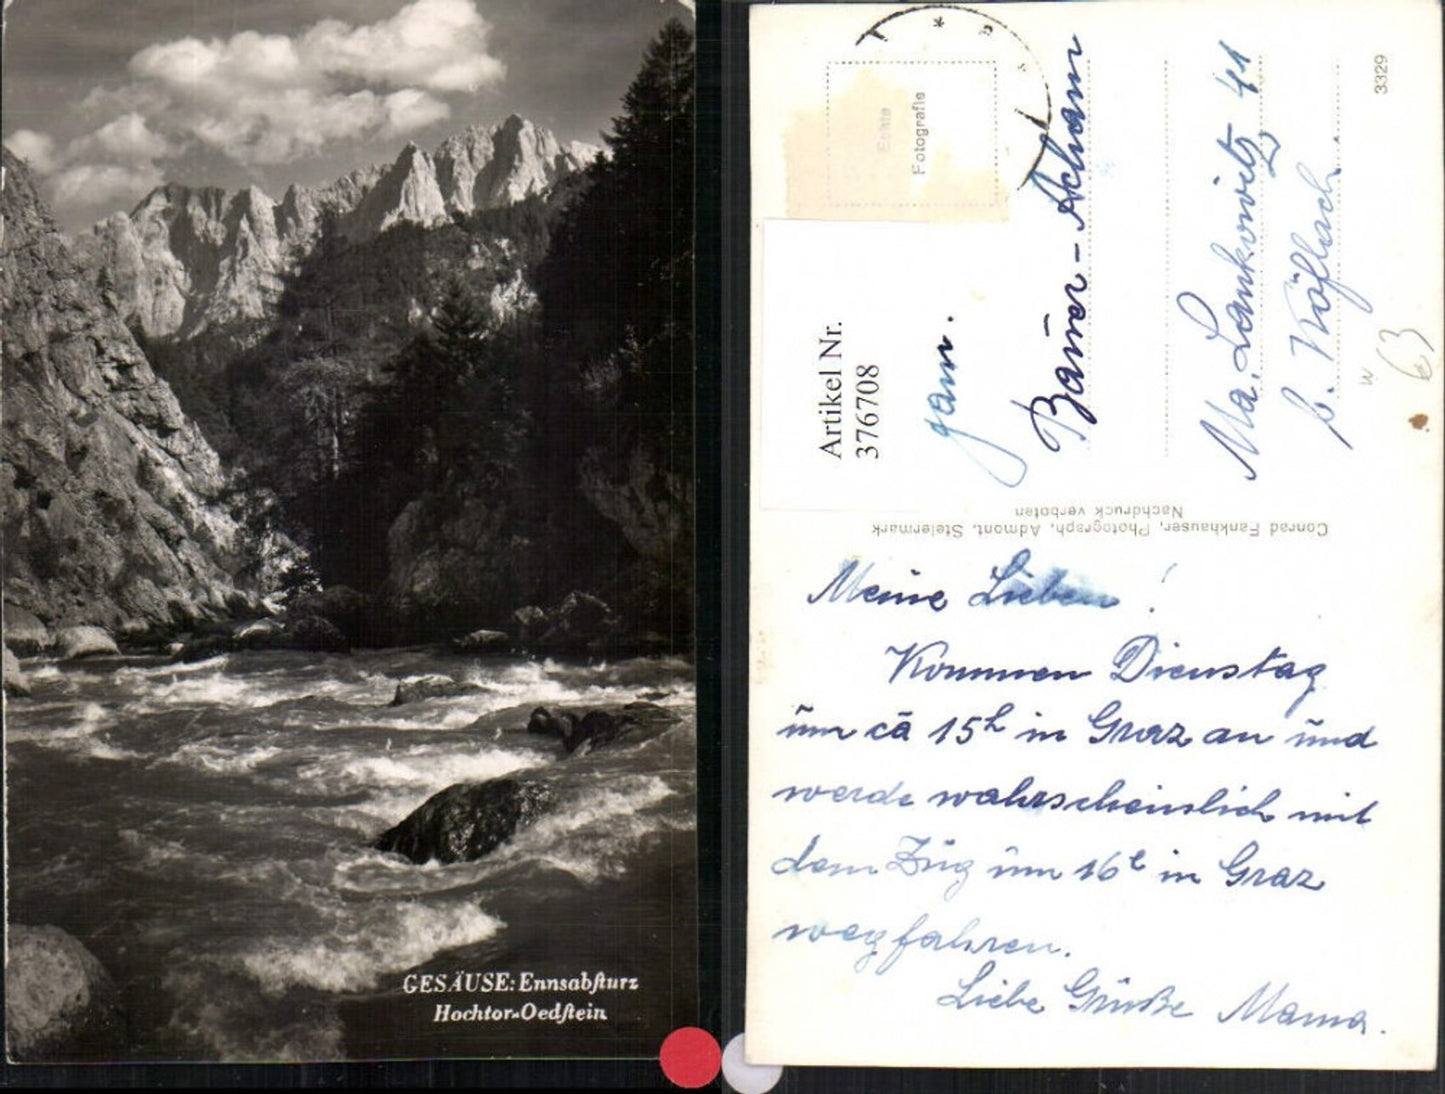 GESÄUSE: Ennsabſturz
Hochtor-Oedſtein
Echte
Fotografie
Artikel Nr.
376708
Fam.
Bauer-Acham
Ma. Lankowitz 41
b. Köflach
3329
W
63
Conrad Fankhauser, Photograph, Admont, Steiermark
Nachdruck verboten
Meine Lieben!
Kommen Dienstag
um ca 15h in Graz an und
werde wahrscheinlich mit
dem Zug um 16h in Graz
wegfahren.
Liebe Grüße Mama.